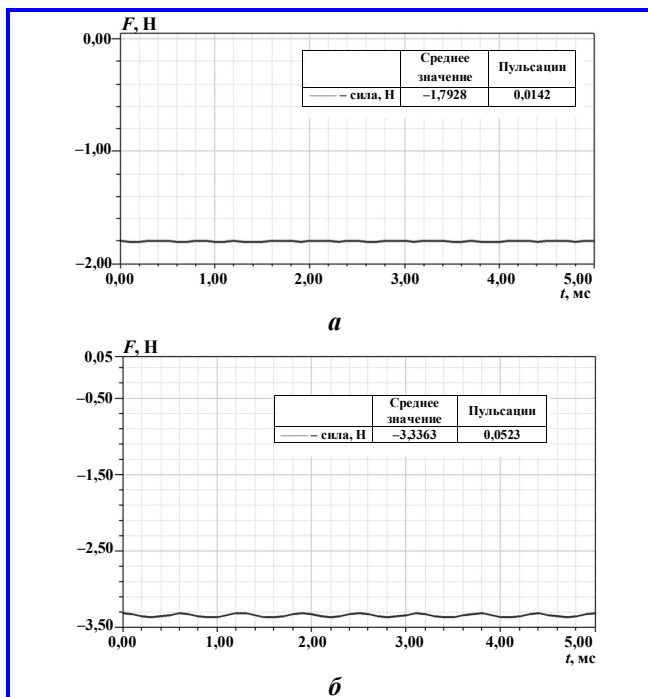 F, Н
0,00
Среднее значение
Пульсации
—— – сила, Н –1,7928 0,0142
–1,00
–2,00
0,00 1,00 2,00 3,00 4,00 5,00
t, мс
а
F, Н
0,05
–0,50
Среднее значение
Пульсации
—— – сила, Н –3,3363 0,0523
–1,50
–2,50
–3,50
0,00 1,00 2,00 3,00 4,00 5,00
t, мс
б